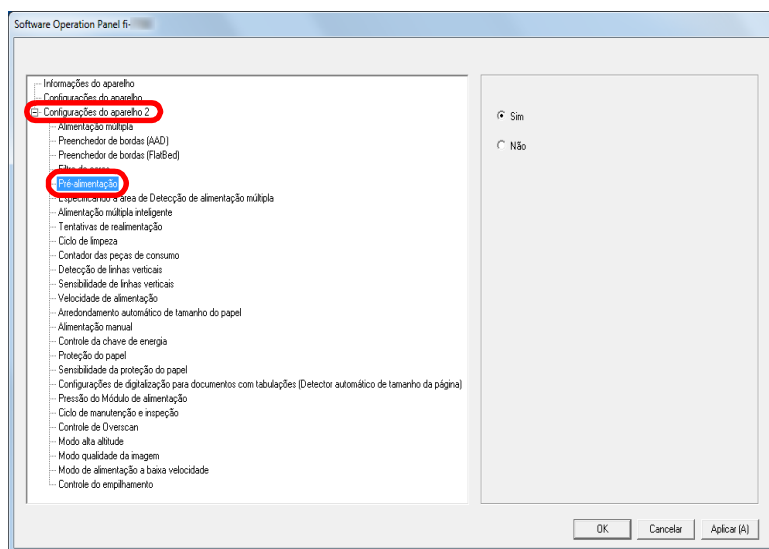 Software Operation Panel fi-
Informações do aparelho
Configurações do aparelho
Configurações do aparelho 2
Alimentação múltipla
Preenchedor de bordas (AAD)
Preenchedor de bordas (FlatBed)
Pré-alimentação
Especificando a área de Detecção de alimentação múltipla
Alimentação múltipla inteligente
Tentativas de realimentação
Ciclo de limpeza
Contador das peças de consumo
Detecção de linhas verticais
Sensibilidade de linhas verticais
Velocidade de alimentação
Arredondamento automático de tamanho do papel
Alimentação manual
Controle da chave de energia
Proteção do papel
Sensibilidade da proteção do papel
Configurações de digitalização para documentos com tabulações (Detector automático de tamanho da página)
Pressão do Módulo de alimentação
Ciclo de manutenção e inspeção
Controle de Overscan
Modo alta altitude
Modo qualidade da imagem
Modo de alimentação a baixa velocidade
Controle do empilhamento
Sim
Não
OK
Cancelar
Aplicar (A)